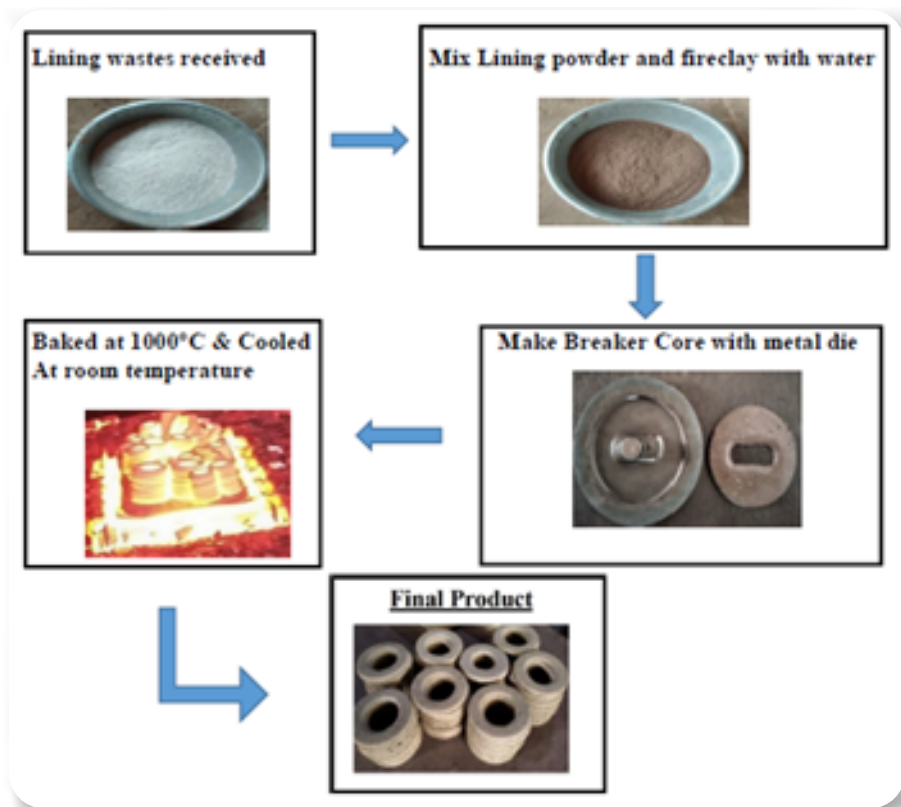 Lining wastes received
Mix Lining powder and fireclay with water
Make Breaker Core with metal die
Baked at 1000°C & Cooled
At room temperature
Final Product